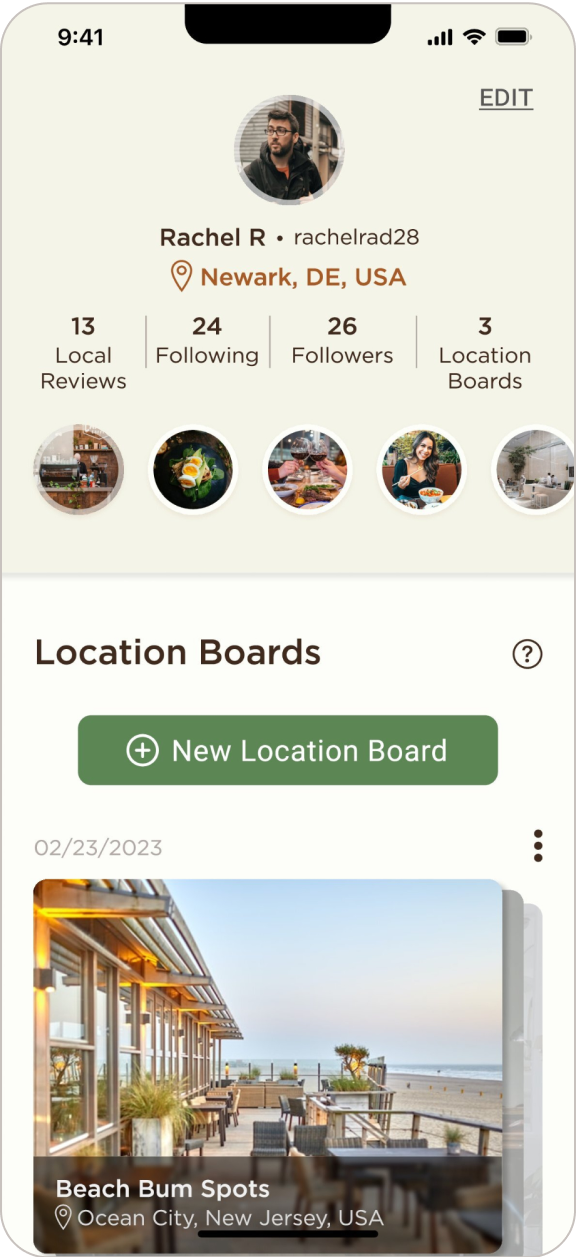 9:41
EDIT
Rachel R • rachelrad28
Newark, DE, USA
13
Local
Reviews
24
Following
26
Followers
3
Location
Boards
Location Boards
?
New Location Board
02/23/2023
Beach Bum Spots
Ocean City, New Jersey, USA